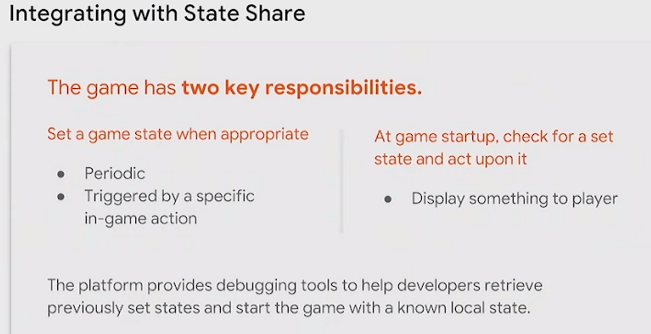 Integrating with State Share
The game has two key responsibilities.
Set a game state when appropriate
● Periodic
● Triggered by a specific
in-game action
At game startup, check for a set
state and act upon it
● Display something to player
The platform provides debugging tools to help developers retrieve
previously set states and start the game with a known local state.